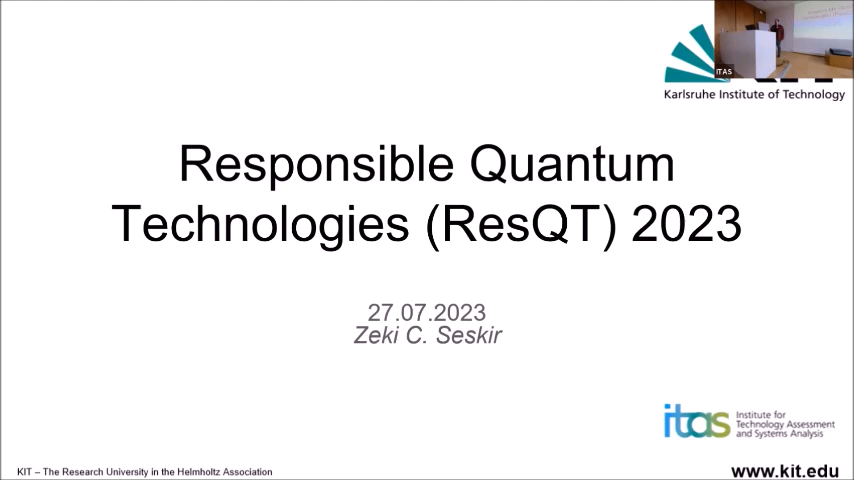 ITAS
Karlsruhe Institute of Technology
Responsible Quantum
Technologies (ResQT) 2023
27.07.2023
Zeki C. Seskir
itas
Institute for
Technology Assessment
and Systems Analysis
KIT – The Research University in the Helmholtz Association
www.kit.edu